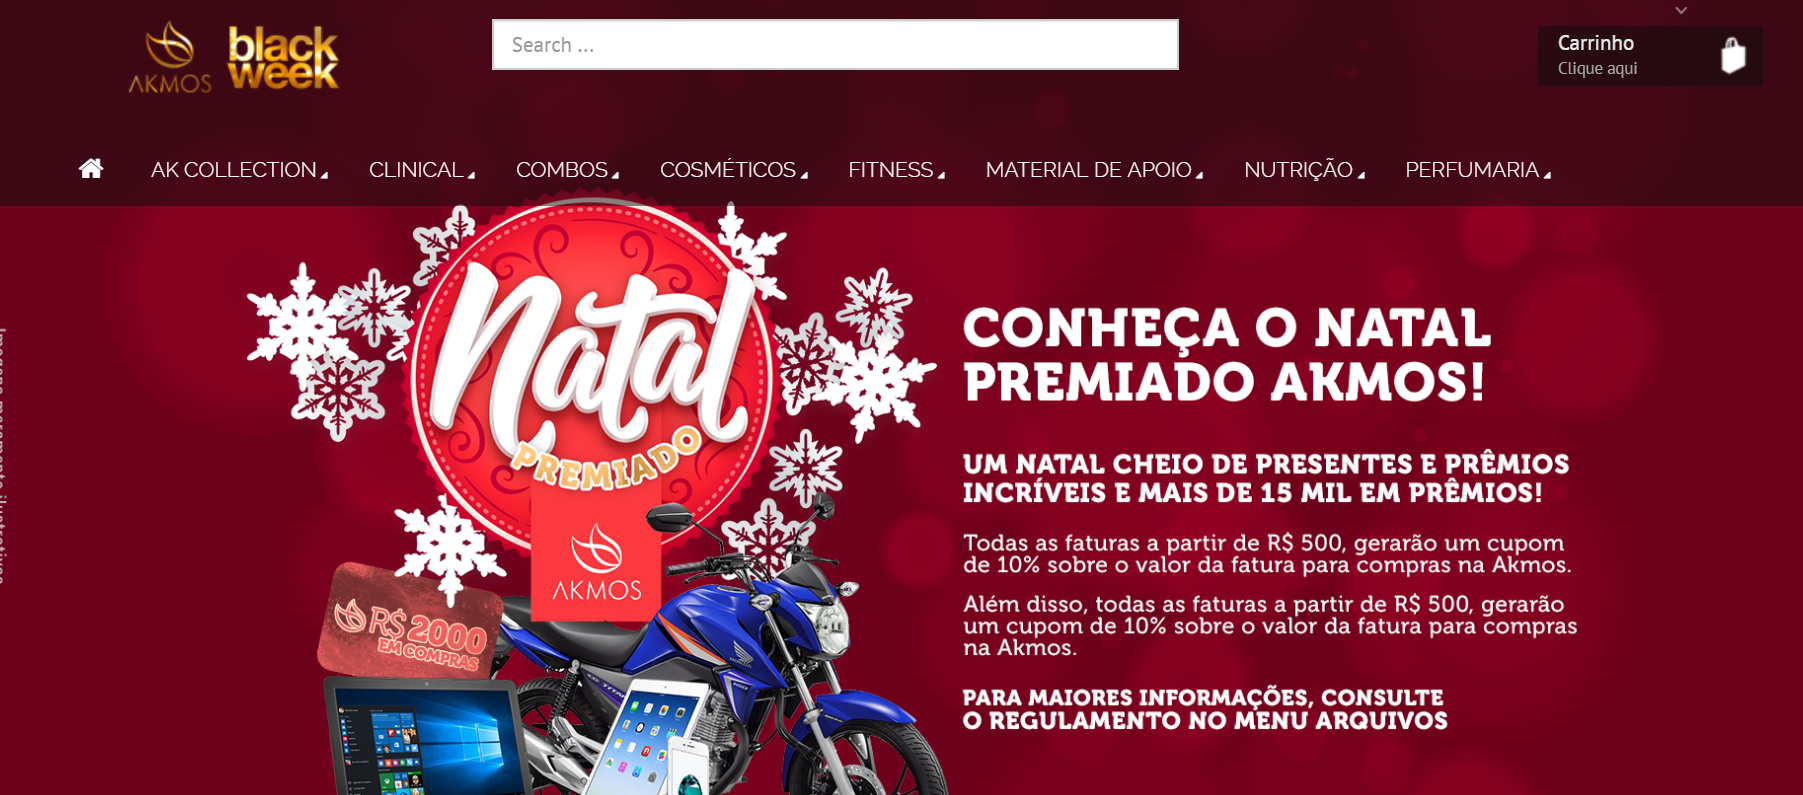 AKMOS
black
week
Search ...
Carrinho
Clique aqui
AK COLLECTION
CLINICAL
COMBOS
COSMÉTICOS
FITNESS
MATERIAL DE APOIO
NUTRIÇÃO
PERFUMARIA
Natal
PREMIADO
AKMOS
R$ 2000
EM COMPRAS
HONDA
160
CONHEÇA O NATAL
PREMIADO AKMOS!
UM NATAL CHEIO DE PRESENTES E PRÊMIOS
INCRÍVEIS E MAIS DE 15 MIL EM PRÊMIOS!
Todas as faturas a partir de R$ 500, gerarão um cupom
de 10% sobre o valor da fatura para compras na Akmos.
Além disso, todas as faturas a partir de R$ 500, gerarão
um cupom de 10% sobre o valor da fatura para compras
na Akmos.
PARA MAIORES INFORMAÇÕES, CONSULTE
O REGULAMENTO NO MENU ARQUIVOS